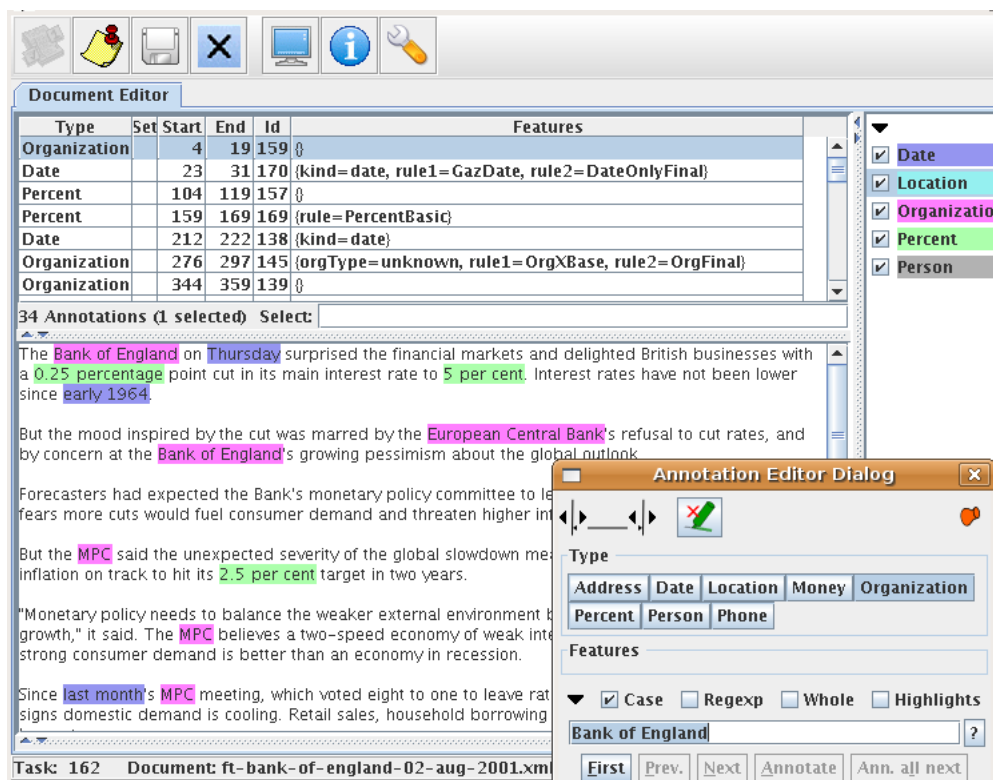 Document Editor
Type Set Start End Id Features
Organization 4 19 159 {}
Date 23 31 170 {kind=date, rule1=GazDate, rule2=DateOnlyFinal}
Percent 104 119 157 {}
Percent 159 169 169 {rule=PercentBasic}
Date 212 222 138 {kind=date}
Organization 276 297 145 {orgType=unknown, rule1=OrgXBase, rule2=OrgFinal}
Organization 344 359 139 {}
Date
Location
Organizatio
Percent
Person
34 Annotations (1 selected) Select:
The Bank of England on Thursday surprised the financial markets and delighted British businesses with
a 0.25 percentage point cut in its main interest rate to 5 per cent. Interest rates have not been lower
since early 1964.
But the mood inspired by the cut was marred by the European Central Bank's refusal to cut rates, and
by concern at the Bank of England's growing pessimism about the global outlook.
Forecasters had expected the Bank's monetary policy committee to le
fears more cuts would fuel consumer demand and threaten higher inf
But the MPC said the unexpected severity of the global slowdown mea
inflation on track to hit its 2.5 per cent target in two years.
"Monetary policy needs to balance the weaker external environment b
growth," it said. The MPC believes a two-speed economy of weak inte
strong consumer demand is better than an economy in recession.
Since last month's MPC meeting, which voted eight to one to leave rat
signs domestic demand is cooling. Retail sales, household borrowing
Annotation Editor Dialog
Type
Address Date Location Money Organization
Percent Person Phone
Features
Case Regexp Whole Highlights
Bank of England ?
First Prev. Next Annotate Ann. all next
Task: 162 Document: ft-bank-of-england-02-aug-2001.xml